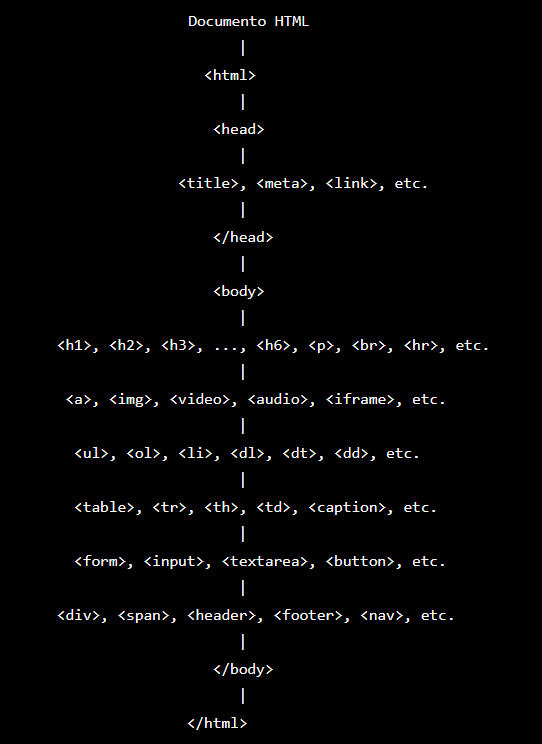 Documento HTML
|
<html>
|
<head>
|
<title>, <meta>, <link>, etc.
|
</head>
|
<body>
|
<h1>, <h2>, <h3>, ..., <h6>, <p>, <br>, <hr>, etc.
|
<a>, <img>, <video>, <audio>, <iframe>, etc.
|
<ul>, <ol>, <li>, <dl>, <dt>, <dd>, etc.
|
<table>, <tr>, <th>, <td>, <caption>, etc.
|
<form>, <input>, <textarea>, <button>, etc.
|
<div>, <span>, <header>, <footer>, <nav>, etc.
|
</body>
|
</html>